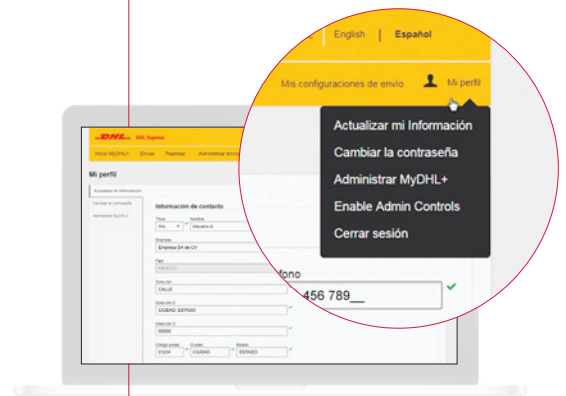 English | Español
Mis configuraciones de envío
Mi perfil
Actualizar mi Información
Cambiar la contraseña
Administrar MyDHL+
Enable Admin Controls
Cerrar sesión
fono
456 789__
DHL Express
Inicio MyDHL+ Enviar Rastrear Administrar
Mi perfil
Actualizar mi Información
Cambiar la contraseña
Administrar MyDHL+
Información de contacto
Título Nombre
Usuario A
Empresa
Empresa SA de CV
País
MÉXICO
Dirección
CALLE
Dirección 2
CIUDAD, ESTADO
Dirección 3
Código postal Ciudad Estado
01234 CIUDAD ESTADO